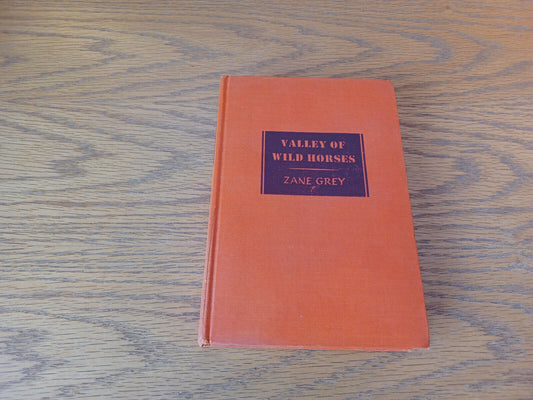 VALLEY OF
WILD HORSES
ZANE GREY